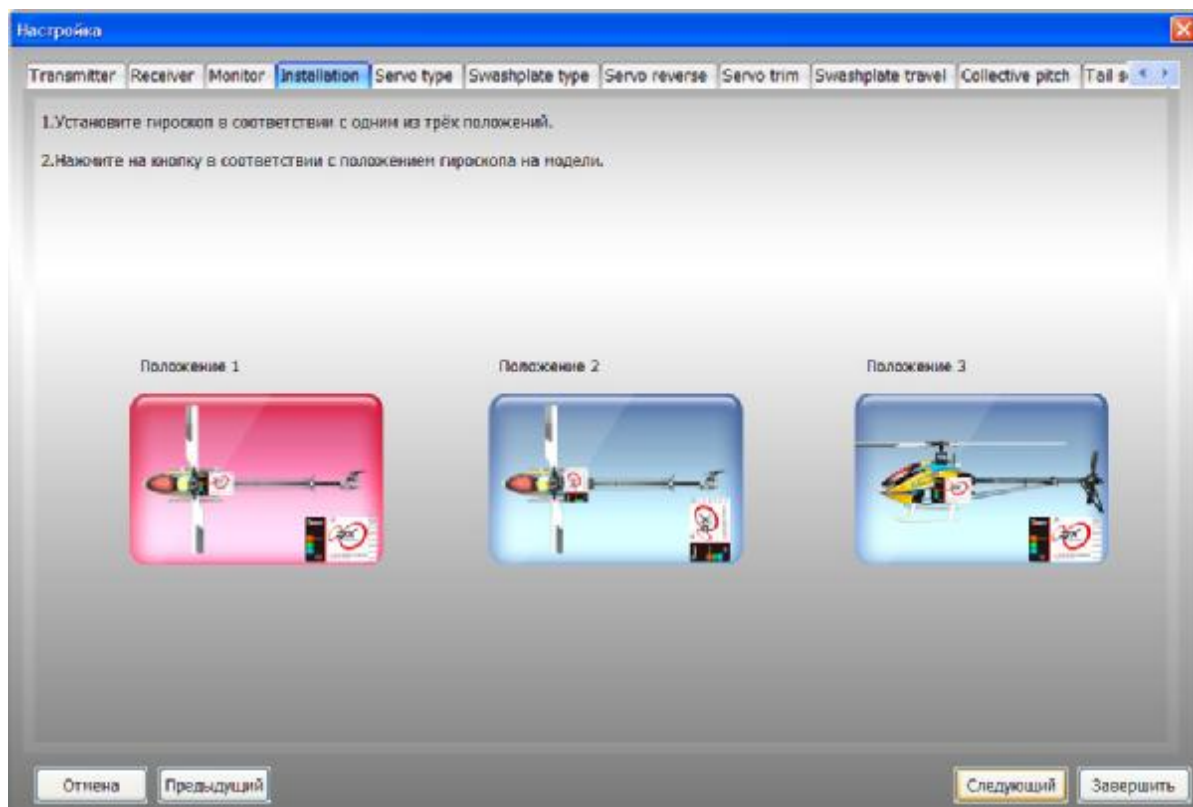 Настройка
Transmitter Receiver Monitor Installation Servo type Swashplate type Servo reverse Servo trim Swashplate travel Collective pitch Tail s
1.Установите гироскоп в соответствии с одним из трёх положений.
2.Нажмите на кнопку в соответствии с положением гироскопа на модели.
Положение 1 Положение 2 Положение 3
Отмена Предыдущий Следующий Завершить